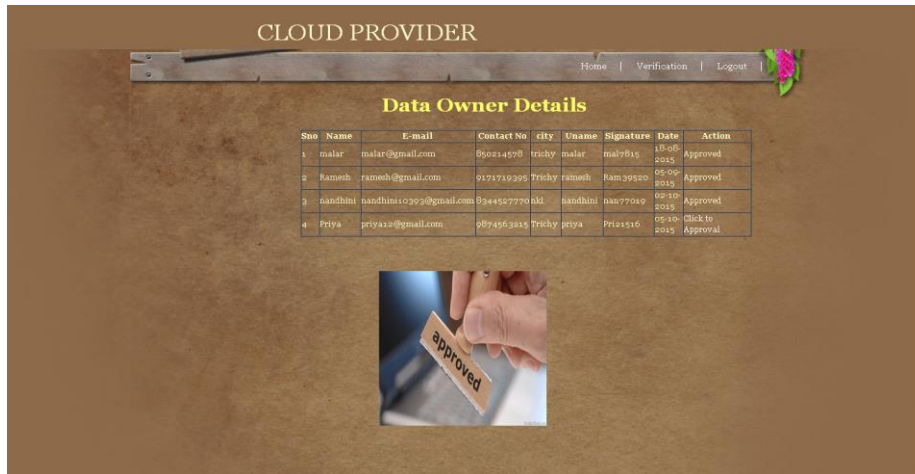 CLOUD PROVIDER
Home | Verification | Logout |
Data Owner Details
Sno Name E-mail Contact No city Uname Signature Date Action
1 malar malar@gmail.com 850214578 trichy malar mal7815 18-08-2015 Approved
2 Ramesh ramesh@gmail.com 9171719395 Trichy ramesh Ram39520 05-09-2015 Approved
3 nandhini nandhini10393@gmail.com 8344527770 nkl nandhini nan77019 02-10-2015 Approved
4 Priya priya12@gmail.com 9874563215 Trichy priya Pri21516 05-10-2015 Click to Approval
approved